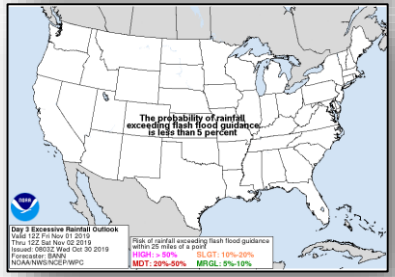 The probability of rainfall
exceeding flash flood guidance
is less than 5 percent
NOAA
Day 3 Excessive Rainfall Outlook
Valid 12Z Fri Nov 01 2019
Thru 12Z Sat Nov 02 2019
Issued: 0803Z Wed Oct 30 2019
Forecaster: BANN
NOAA/NWS/NCEP/WPC
Risk of rainfall exceeding flash flood guidance
within 25 miles of a point
HIGH: > 50% SLGT: 10%-20%
MDT: 20%-50% MRGL: 5%-10%